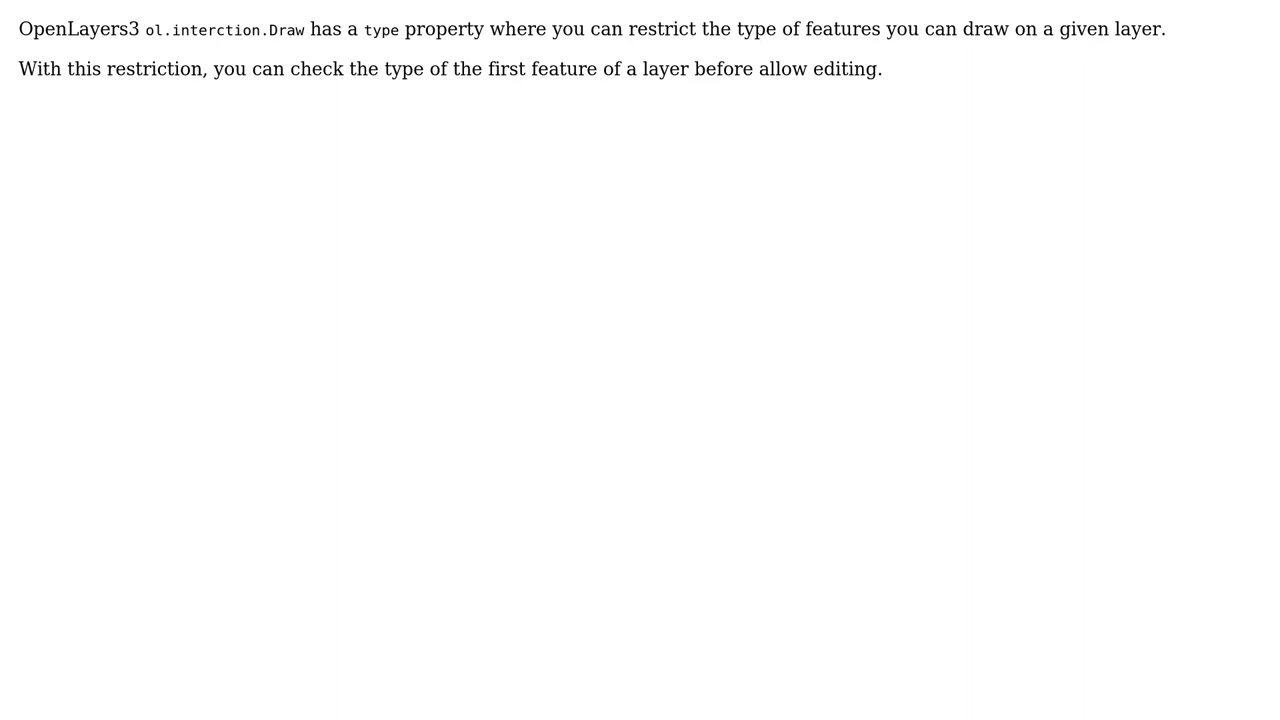 OpenLayers3 ol.interction.Draw has a type property where you can restrict the type of features you can draw on a given layer.
With this restriction, you can check the type of the first feature of a layer before allow editing.